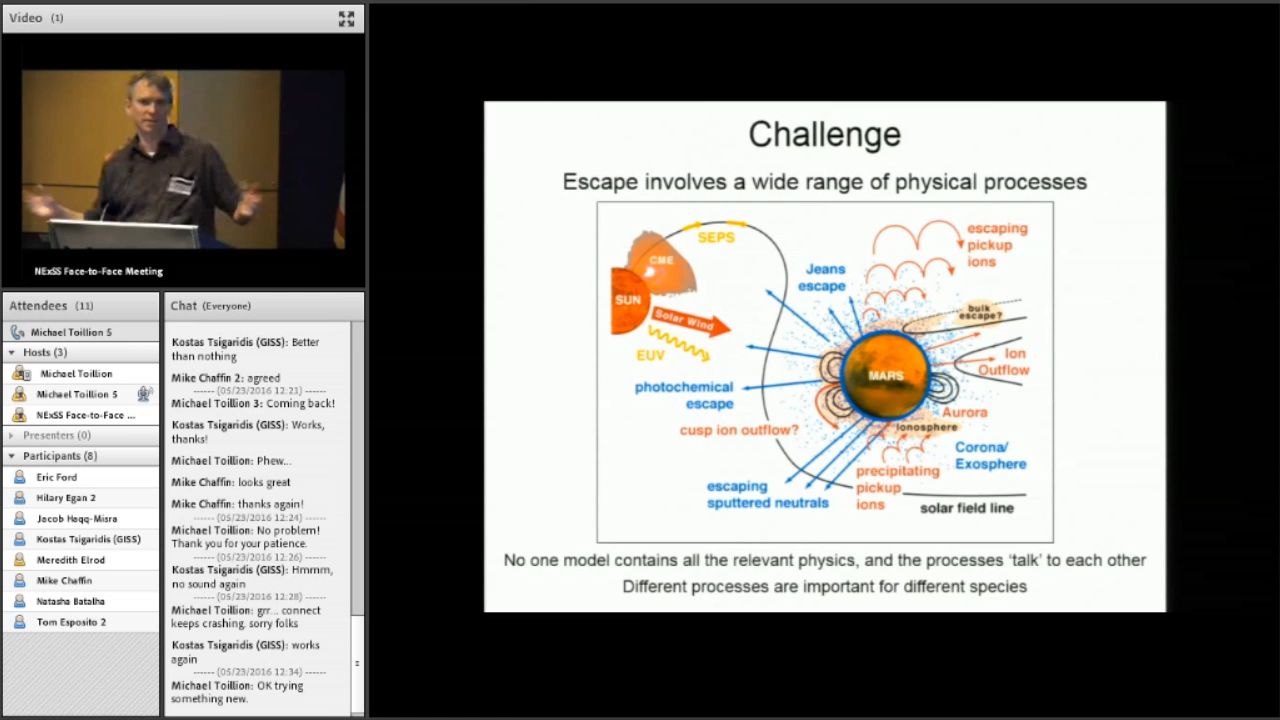 Video (1)
NExSS Face-to-Face Meeting
Attendees (11)
Michael Toillion 5
Hosts (3)
Michael Toillion
Michael Toillion 5
NExSS Face-to-Face ...
Presenters (0)
Participants (8)
Eric Ford
Hilary Egan 2
Jacob Haqq-Misra
Kostas Tsigaridis (GISS)
Meredith Elrod
Mike Chaffin
Natasha Batalha
Tom Esposito 2
Chat (Everyone)
Kostas Tsigaridis (GISS): Better
than nothing
Mike Chaffin 2: agreed
------ (05/23/2016 12:21) ------
Michael Toillion 3: Coming back!
Kostas Tsigaridis (GISS): Works,
thanks!
Michael Toillion: Phew...
Mike Chaffin: looks great
Mike Chaffin: thanks again!
------ (05/23/2016 12:24) ------
Michael Toillion: No problem!
Thank you for your patience.
------ (05/23/2016 12:26) ------
Kostas Tsigaridis (GISS): Hmmm,
no sound again
------ (05/23/2016 12:28) ------
Michael Toillion: grr... connect
keeps crashing. sorry folks
Kostas Tsigaridis (GISS): works
again
------ (05/23/2016 12:34) ------
Michael Toillion: OK trying
something new.
Challenge
Escape involves a wide range of physical processes
SEPS
CME
SUN
Solar Wind
EUV
Jeans
escape
escaping
pickup
ions
bulk
escape?
Ion
Outflow
MARS
photochemical
escape
cusp ion outflow?
Aurora
Ionosphere
Corona/
Exosphere
precipitating
pickup
ions
escaping
sputtered neutrals
solar field line
No one model contains all the relevant physics, and the processes 'talk' to each other
Different processes are important for different species